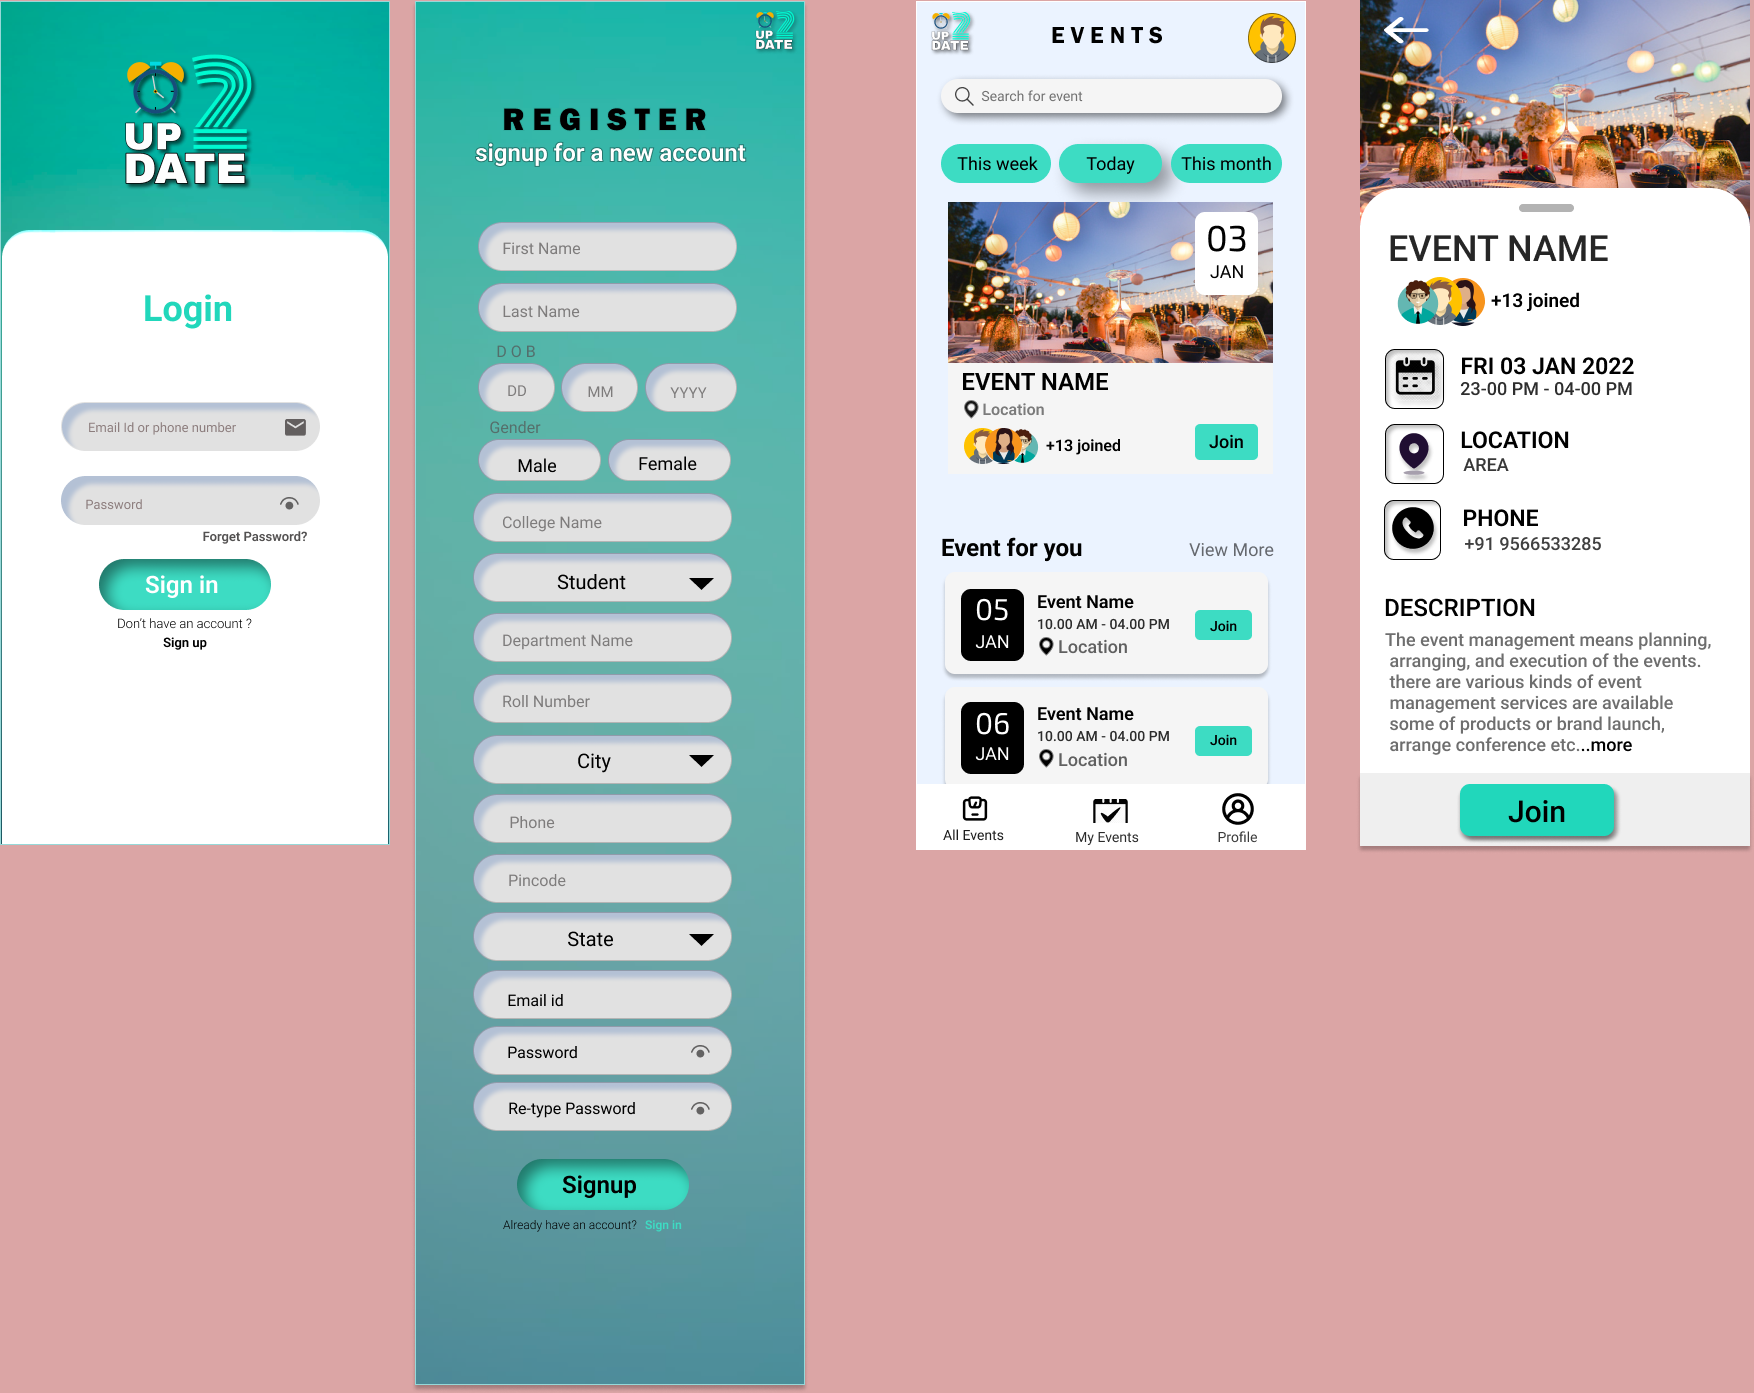 UP 2
DATE
Login
Email Id or phone number
Password
Forget Password?
Sign in
Don't have an account ?
Sign up
UP 2
DATE
REGISTER
signup for a new account
First Name
Last Name
D O B
DD MM YYYY
Gender
Male Female
College Name
Student
Department Name
Roll Number
City
Phone
Pincode
State
Email id
Password
Re-type Password
Signup
Already have an account? Sign in
UP 2
DATE
EVENTS
Search for event
This week Today This month
03
JAN
EVENT NAME
Location
+13 joined
Join
Event for you View More
05
JAN
Event Name
10.00 AM - 04.00 PM
Location
Join
06
JAN
Event Name
10.00 AM - 04.00 PM
Location
Join
All Events My Events Profile
EVENT NAME
+13 joined
FRI 03 JAN 2022
23-00 PM - 04-00 PM
LOCATION
AREA
PHONE
+91 9566533285
DESCRIPTION
The event management means planning,
arranging, and execution of the events.
there are various kinds of event
management services are available
some of products or brand launch,
arrange conference etc...more
Join